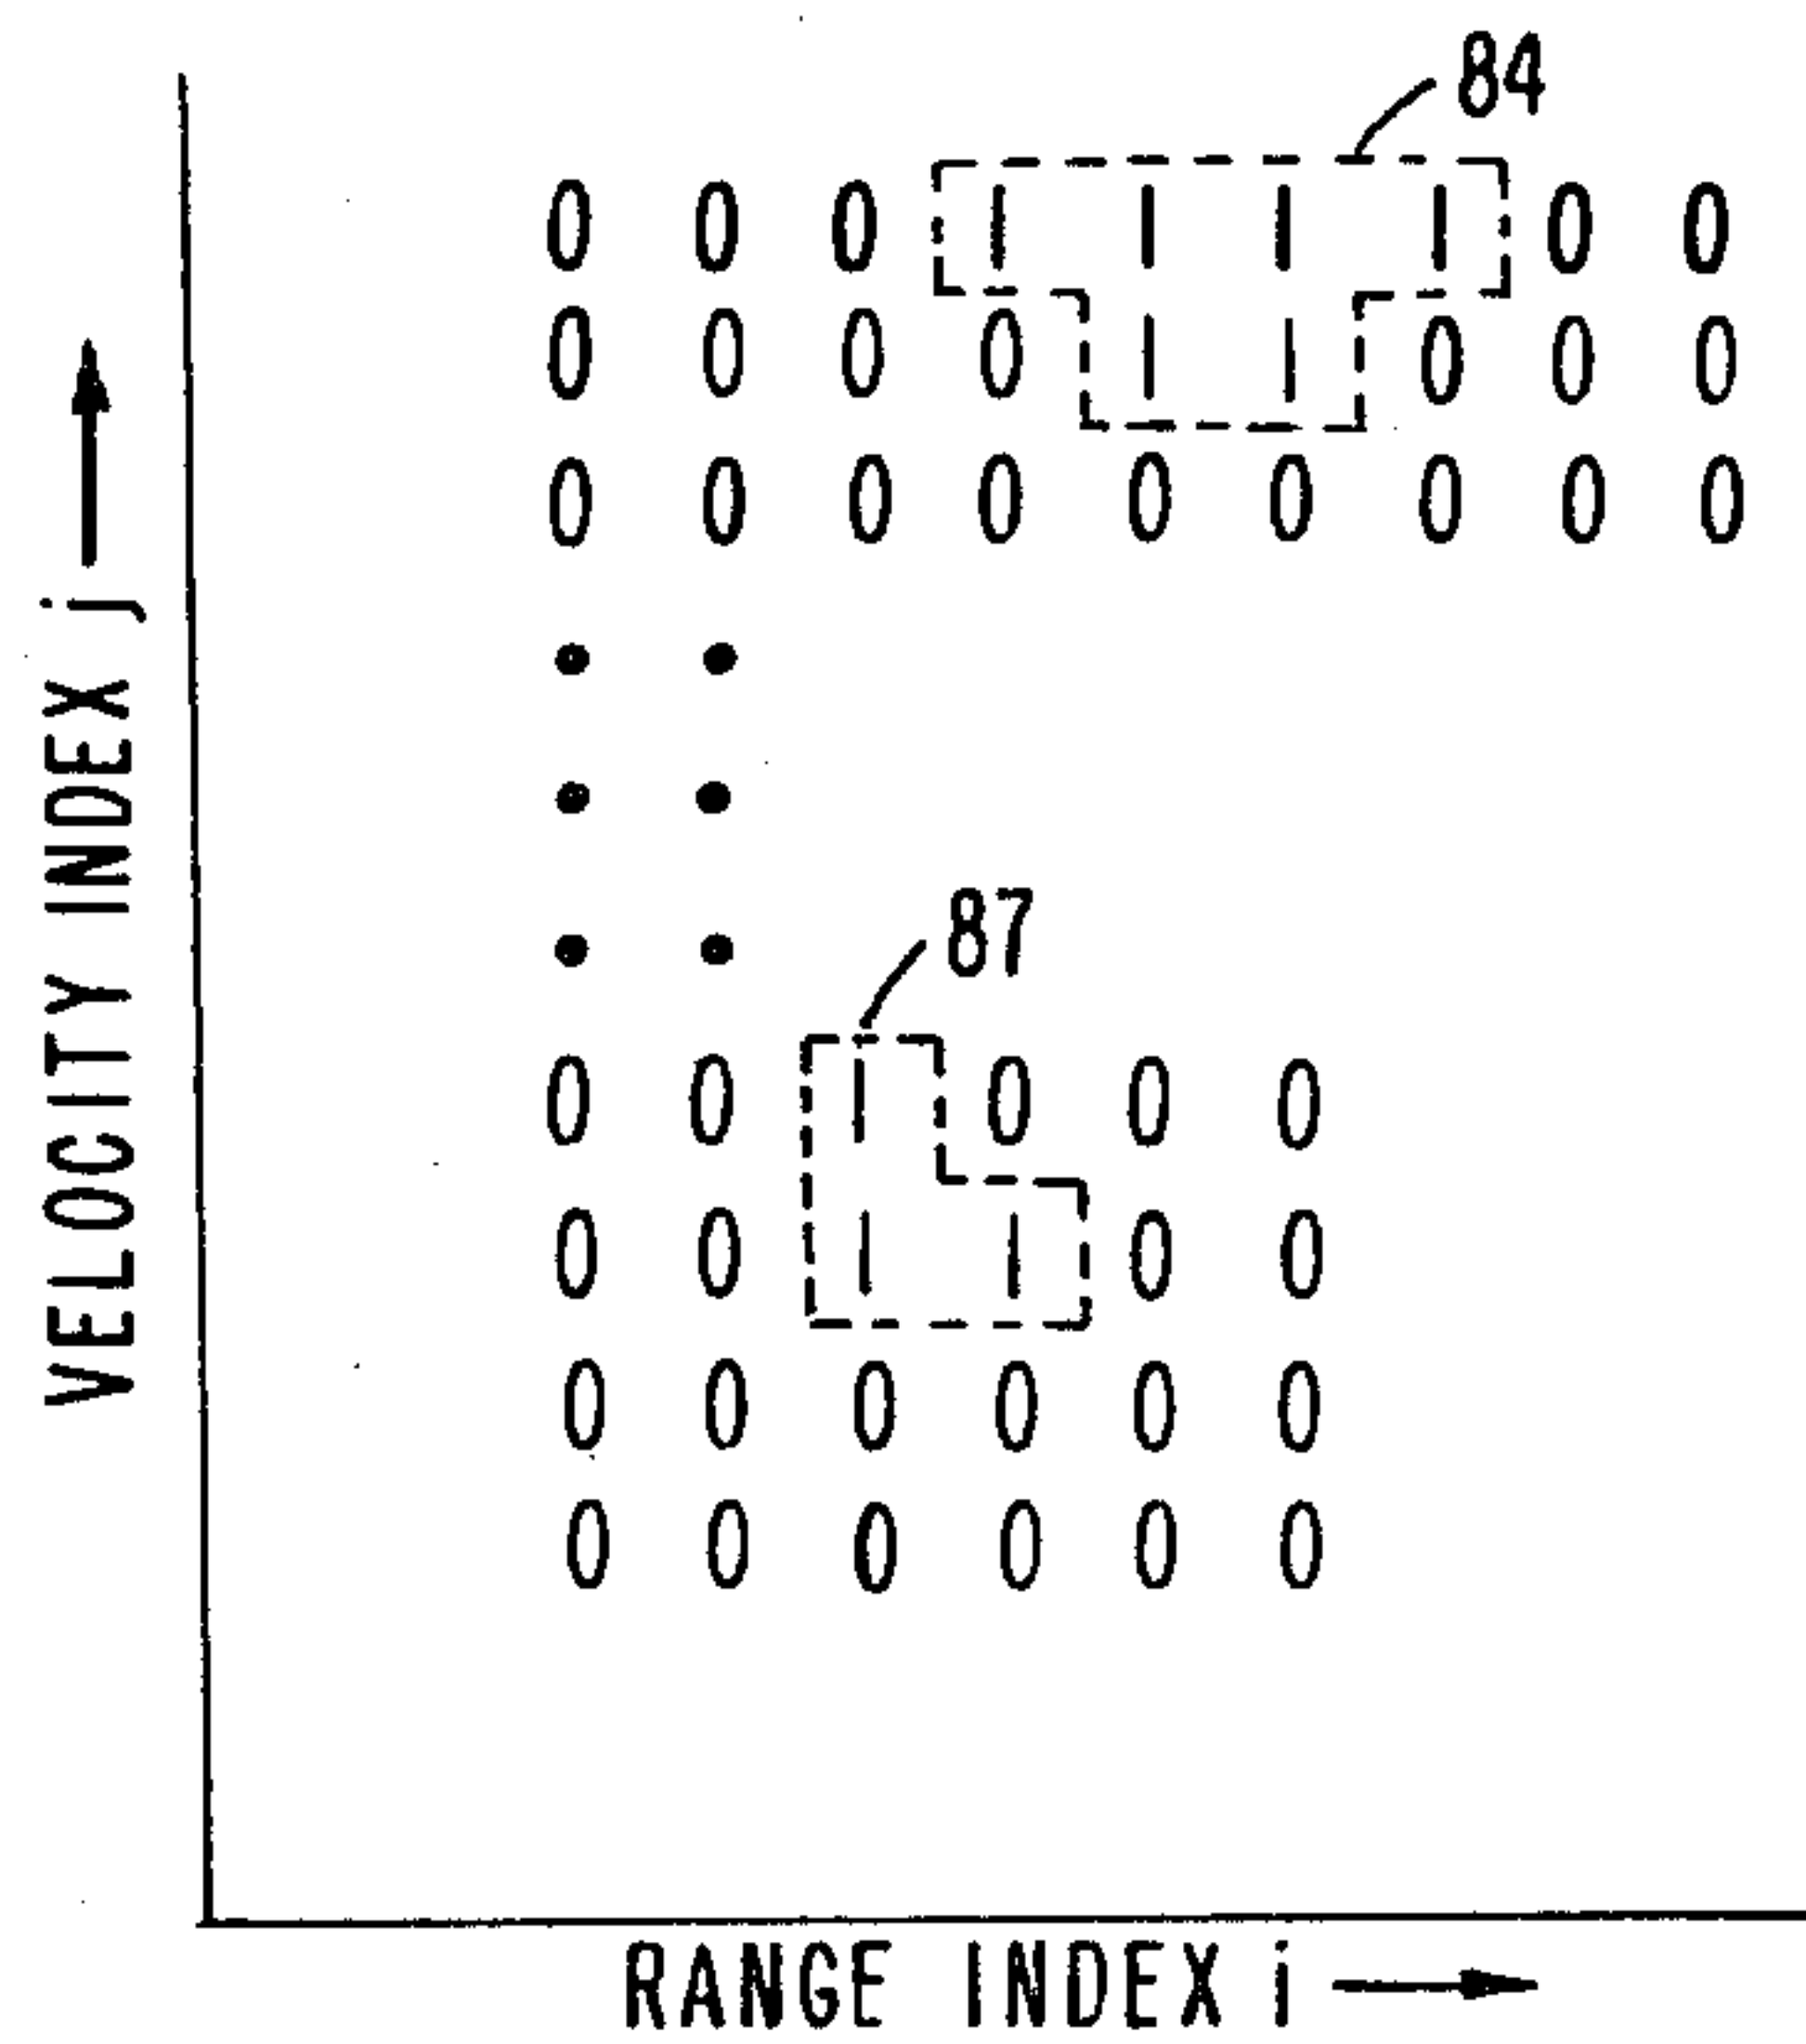 84
0 0 0 1 1 1 1 0 0
0 0 0 0 1 1 0 0 0
0 0 0 0 0 0 0 0 0
87
0 0 1 0 0 0
0 0 1 1 0 0
0 0 0 0 0 0
0 0 0 0 0 0
VELOCITY INDEX j
RANGE INDEX i